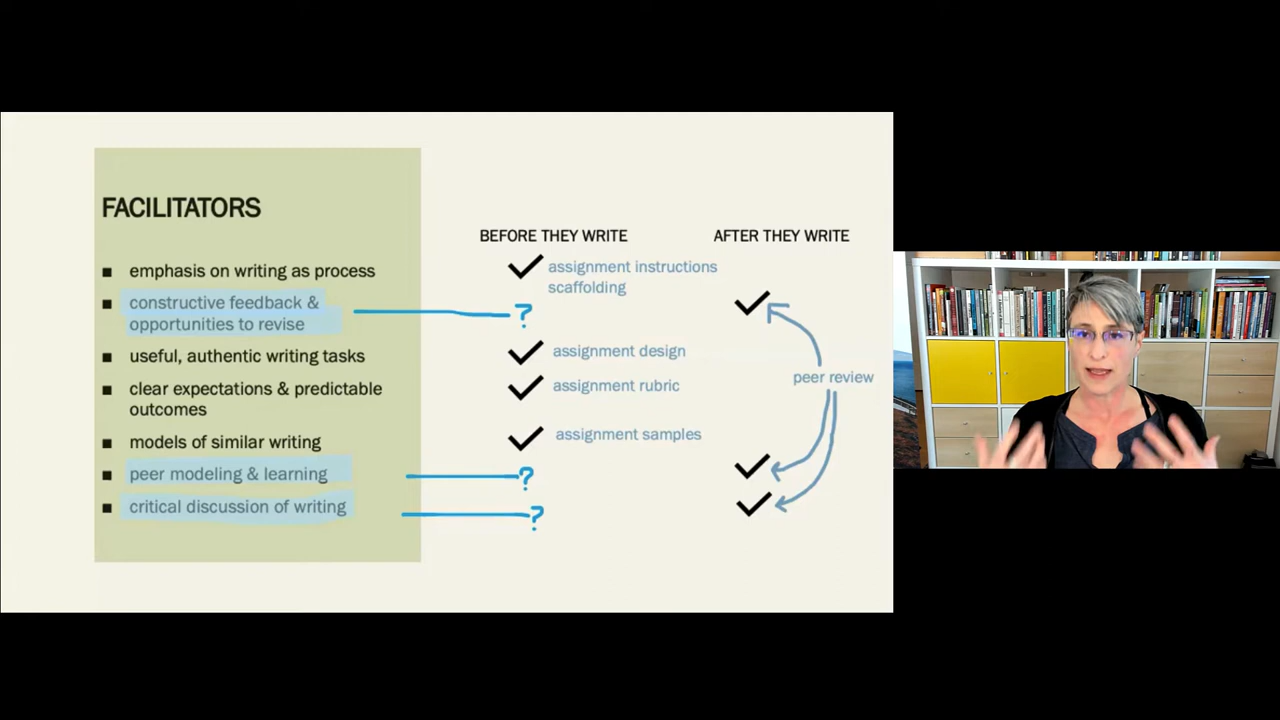 FACILITATORS
■ emphasis on writing as process
■ constructive feedback &
opportunities to revise
■ useful, authentic writing tasks
■ clear expectations & predictable
outcomes
■ models of similar writing
■ peer modeling & learning
■ critical discussion of writing
BEFORE THEY WRITE
assignment instructions
scaffolding
?
assignment design
assignment rubric
assignment samples
?
?
AFTER THEY WRITE
peer review